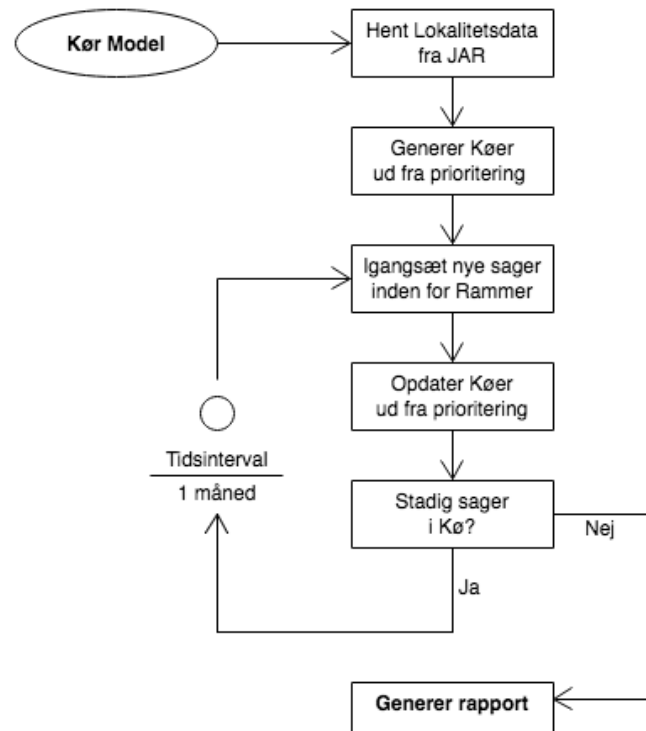 Kør Model
Hent Lokalitetsdata
fra JAR
Generer Køer
ud fra prioritering
Igangsæt nye sager
inden for Rammer
Opdater Køer
ud fra prioritering
Tidsinterval
1 måned
Stadig sager
i Kø?
Nej
Ja
Generer rapport